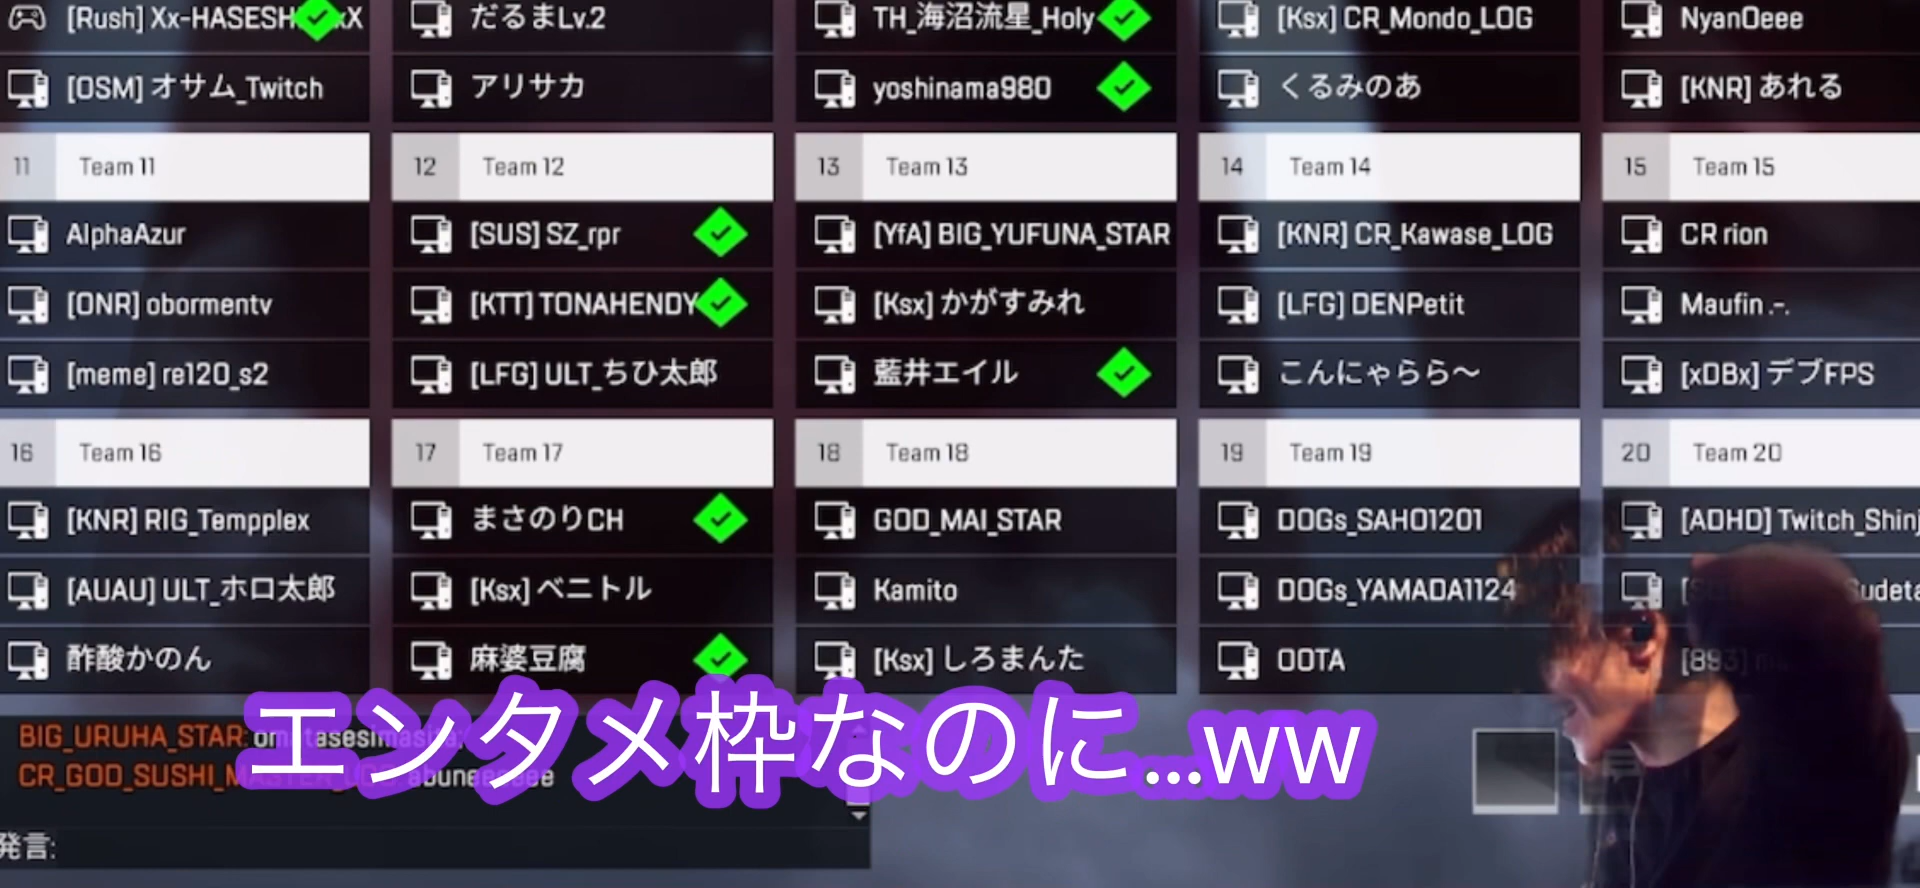 [Rush] Xx-HASESH
だるまLv.2
TH_海沼流星_Holy
[Ksx] CR_Mondo_LOG
NyanOeee
[OSM] オサム_Twitch
アリサカ
yoshinama980
くるみのあ
[KNR] あれる
11 Team 11
AlphaAzur
[ONR] obormentv
[meme] re120_s2
12 Team 12
[SUS] SZ_rpr
[KTT] TONAHENDY
[LFG] ULT_ちひ太郎
13 Team 13
[YfA] BIG_YUFUNA_STAR
[Ksx] かがすみれ
藍井エイル
14 Team 14
[KNR] CR_Kawase_LOG
[LFG] DENPetit
こんにゃらら〜
15 Team 15
CR rion
Maufin .-.
[xDBx] デブFPS
16 Team 16
[KNR] RIG_Tempplex
[AUAU] ULT_ホロ太郎
酢酸かのん
17 Team 17
まさのりCH
[Ksx] ベニトル
麻婆豆腐
18 Team 18
GOD_MAI_STAR
Kamito
[Ksx] しろまんた
19 Team 19
DOGs_SAHO1201
DOGs_YAMADA1124
OOTA
20 Team 20
[ADHD] Twitch_Shin
BIG_URUHA_STAR:
エンタメ枠なのに...ww
CR_GOD_SUSHI_
発言: